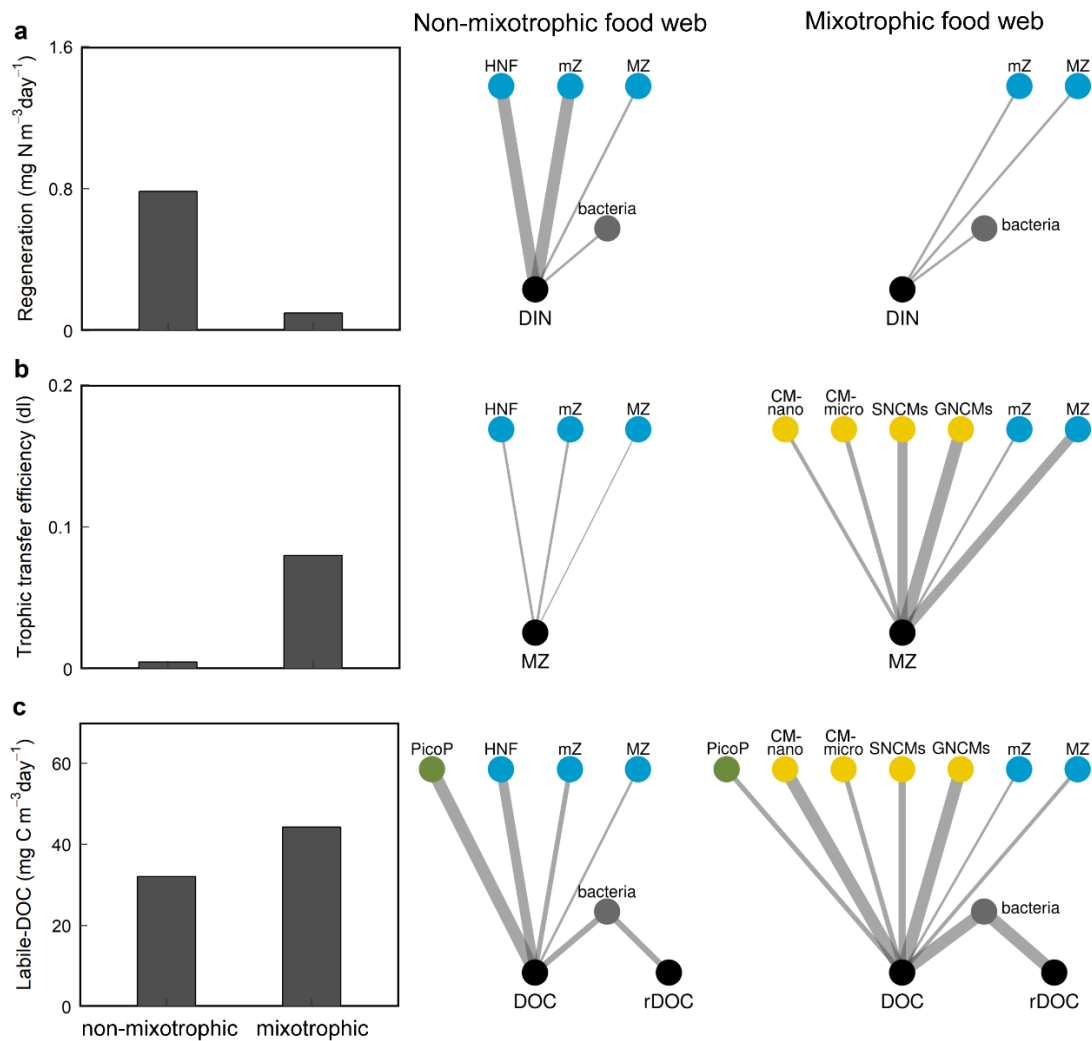 a
Non-mixotrophic food web
Mixotrophic food web
Regeneration (mg N m⁻³day⁻¹)
1.6
0.8
0
HNF
mZ
MZ
bacteria
DIN
mZ
MZ
bacteria
DIN
b
Trophic transfer efficiency (dl)
0.2
0.1
0
HNF
mZ
MZ
MZ
CM-
nano
CM-
micro
SNCMs
GNCMs
mZ
MZ
MZ
c
Labile-DOC (mg C m⁻³day⁻¹)
60
40
20
0
non-mixotrophic
mixotrophic
PicoP
HNF
mZ
MZ
bacteria
DOC
rDOC
PicoP
CM-
nano
CM-
micro
SNCMs
GNCMs
mZ
MZ
bacteria
DOC
rDOC